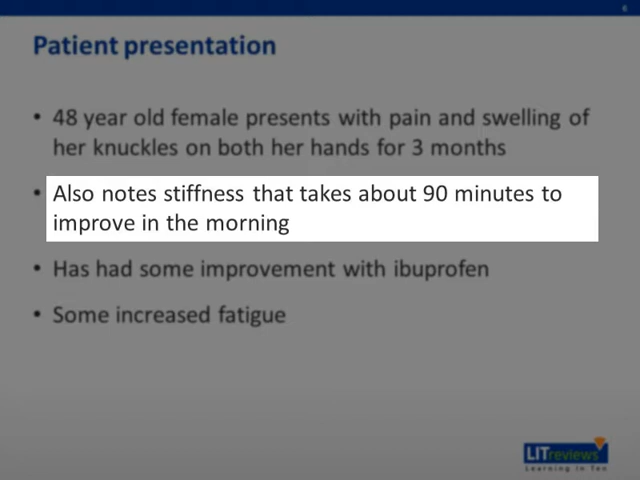 6
Patient presentation
• 48 year old female presents with pain and swelling of
her knuckles on both her hands for 3 months
• Also notes stiffness that takes about 90 minutes to
improve in the morning
• Has had some improvement with ibuprofen
• Some increased fatigue
LITreviews
Learning In Ten